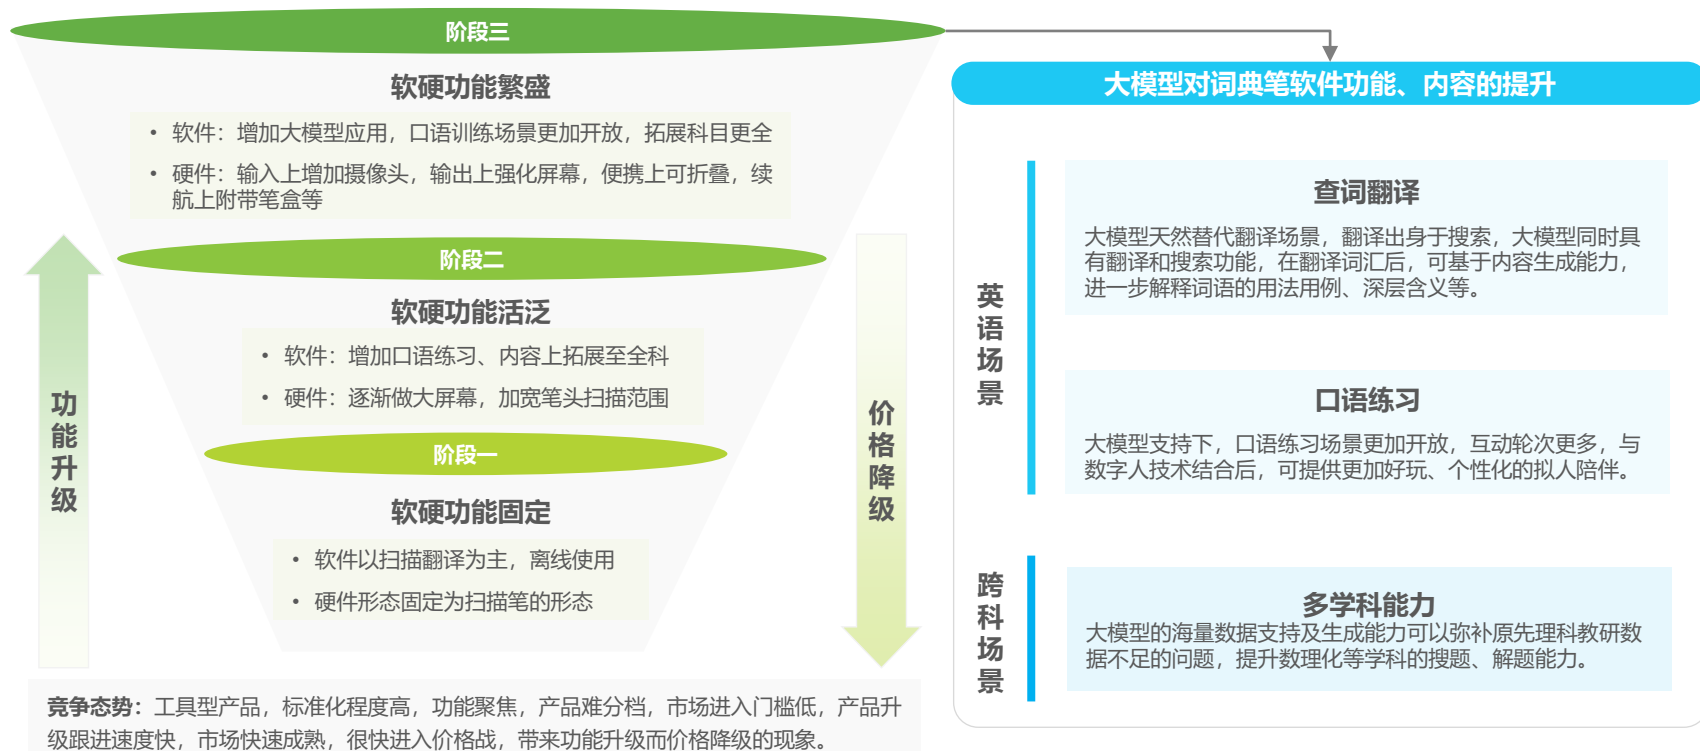 阶段三
软硬功能繁盛
• 软件：增加大模型应用，口语训练场景更加开放，拓展科目更全
• 硬件：输入上增加摄像头，输出上强化屏幕，便携上可折叠，续
航上附带笔盒等
阶段二
软硬功能活泛
• 软件：增加口语练习、内容上拓展至全科
• 硬件：逐渐做大屏幕，加宽笔头扫描范围
阶段一
软硬功能固定
• 软件以扫描翻译为主，离线使用
• 硬件形态固定为扫描笔的形态
功能升级
价格降级
竞争态势：工具型产品，标准化程度高，功能聚焦，产品难分档，市场进入门槛低，产品升
级跟进速度快，市场快速成熟，很快进入价格战，带来功能升级而价格降级的现象。
大模型对词典笔软件功能、内容的提升
英语场景
查词翻译
大模型天然替代翻译场景，翻译出身于搜索，大模型同时具
有翻译和搜索功能，在翻译词汇后，可基于内容生成能力，
进一步解释词语的用法用例、深层含义等。
口语练习
大模型支持下，口语练习场景更加开放，互动轮次更多，与
数字人技术结合后，可提供更加好玩、个性化的拟人陪伴。
跨科场景
多学科能力
大模型的海量数据支持及生成能力可以弥补原先理科教研数
据不足的问题，提升数理化等学科的搜题、解题能力。